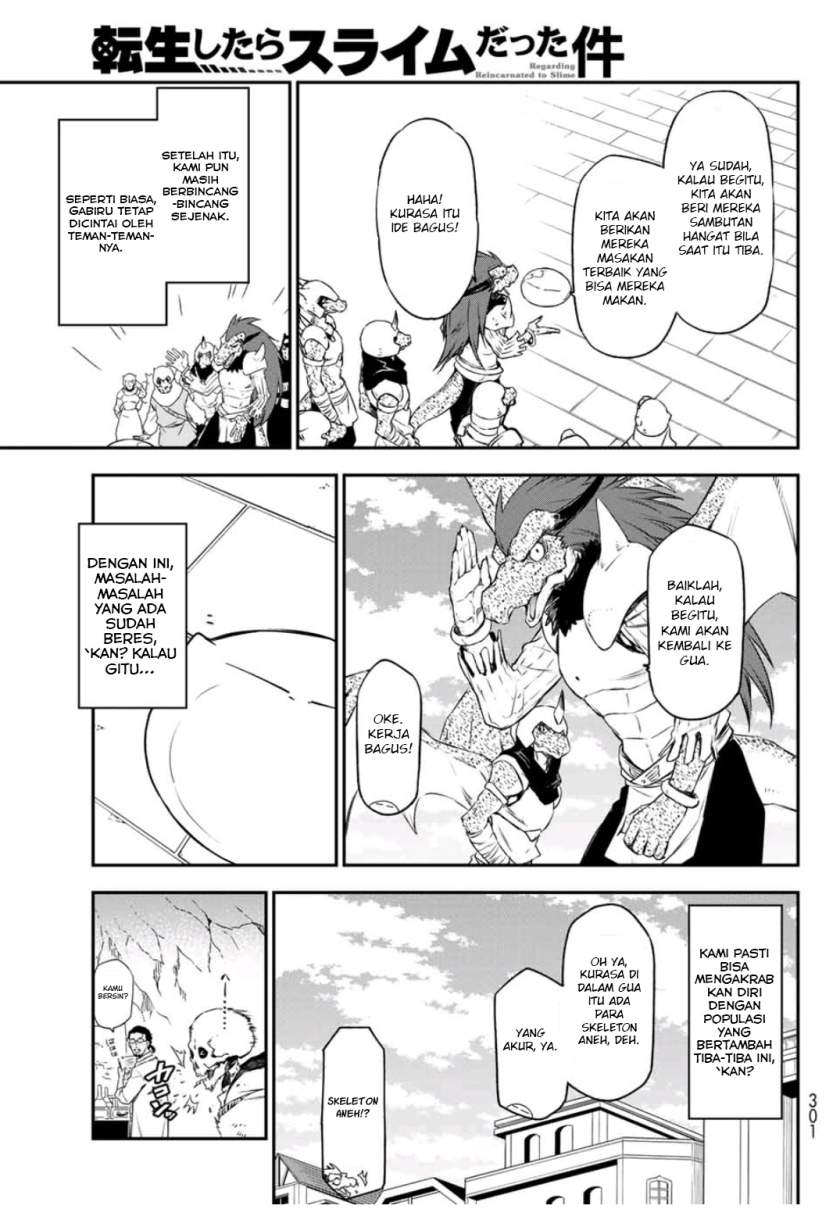 転生したらスライムだった件
Regarding
Reincarnated to Slime
YA SUDAH,
KALAU BEGITU,
KITA AKAN
BERI MEREKA
SAMBUTAN
HANGAT BILA
SAAT ITU TIBA.
KITA AKAN
BERIKAN
MEREKA
MASAKAN
TERBAIK YANG
BISA MEREKA
MAKAN.
HAHA!
KURASA ITU
IDE BAGUS!
SETELAH ITU,
KAMI PUN
MASIH
BERBINCANG
-BINCANG
SEJENAK.
SEPERTI BIASA,
GABIRU TETAP
DICINTAI OLEH
TEMAN-TEMAN-
NYA.
BAIKLAH,
KALAU
BEGITU,
KAMI AKAN
KEMBALI KE
GUA.
OKE.
KERJA
BAGUS!
DENGAN INI,
MASALAH-
MASALAH
YANG ADA
SUDAH
BERES,
'KAN? KALAU
GITU...
KAMI PASTI
BISA
MENGAKRAB
KAN DIRI
DENGAN
POPULASI
YANG
BERTAMBAH
TIBA-TIBA INI,
'KAN?
OH YA,
KURASA DI
DALAM GUA
ITU ADA
PARA
SKELETON
ANEH, DEH.
YANG
AKUR, YA.
SKELETON
ANEH!?
KAMU
BERSIN?
カコンッ
301